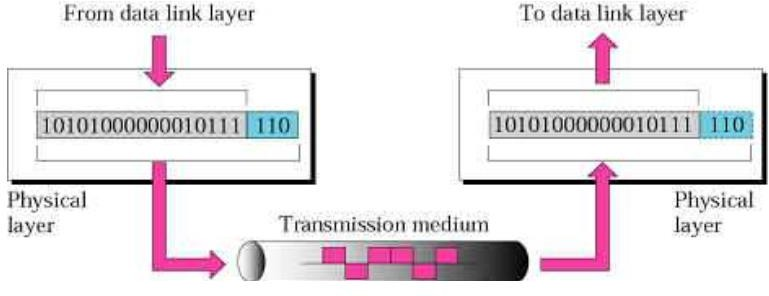 From data link layer
To data link layer
10101000000010111 110
10101000000010111 110
Physical
layer
Physical
layer
Transmission medium